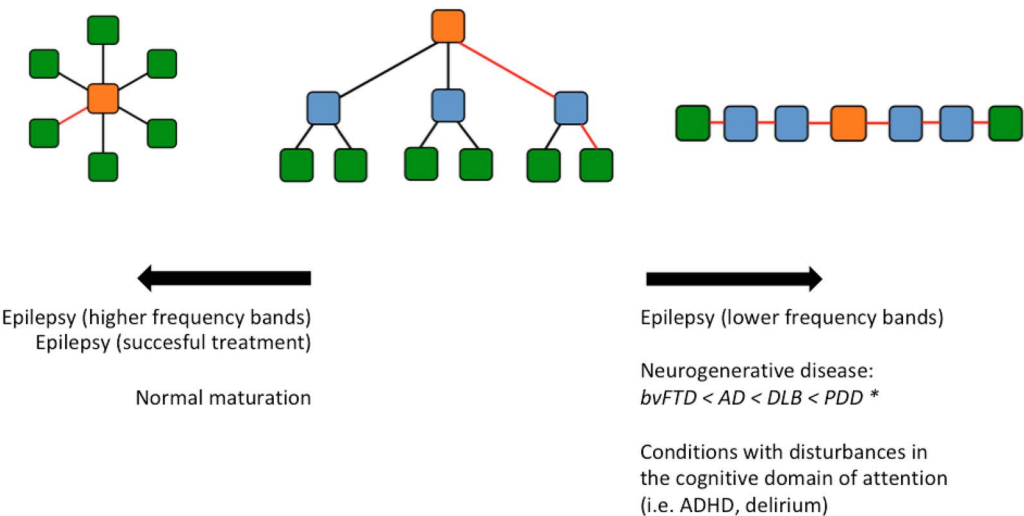 Epilepsy (higher frequency bands)
Epilepsy (succesful treatment)
Normal maturation
Epilepsy (lower frequency bands)
Neurogenerative disease:
bvFTD < AD < DLB < PDD *
Conditions with disturbances in
the cognitive domain of attention
(i.e. ADHD, delirium)